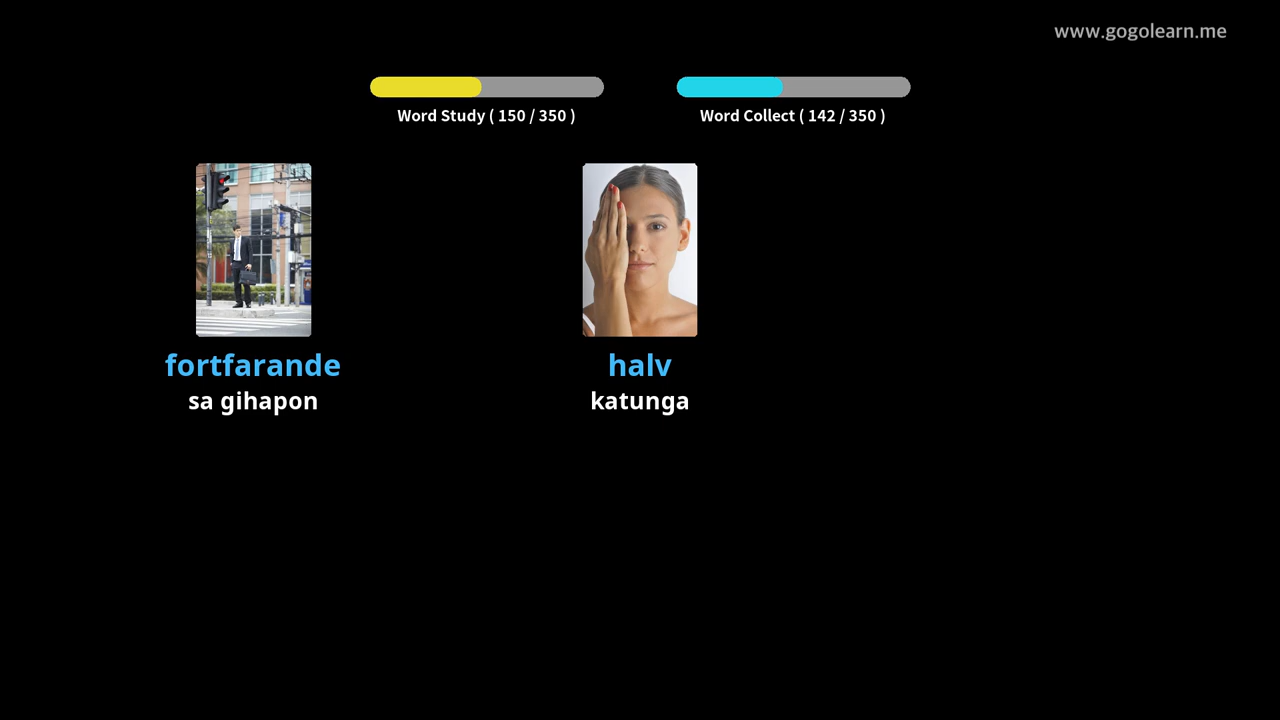 www.gogolearn.me
Word Study ( 150 / 350 )
Word Collect ( 142 / 350 )
fortfarande
sa gihapon
halv
katunga